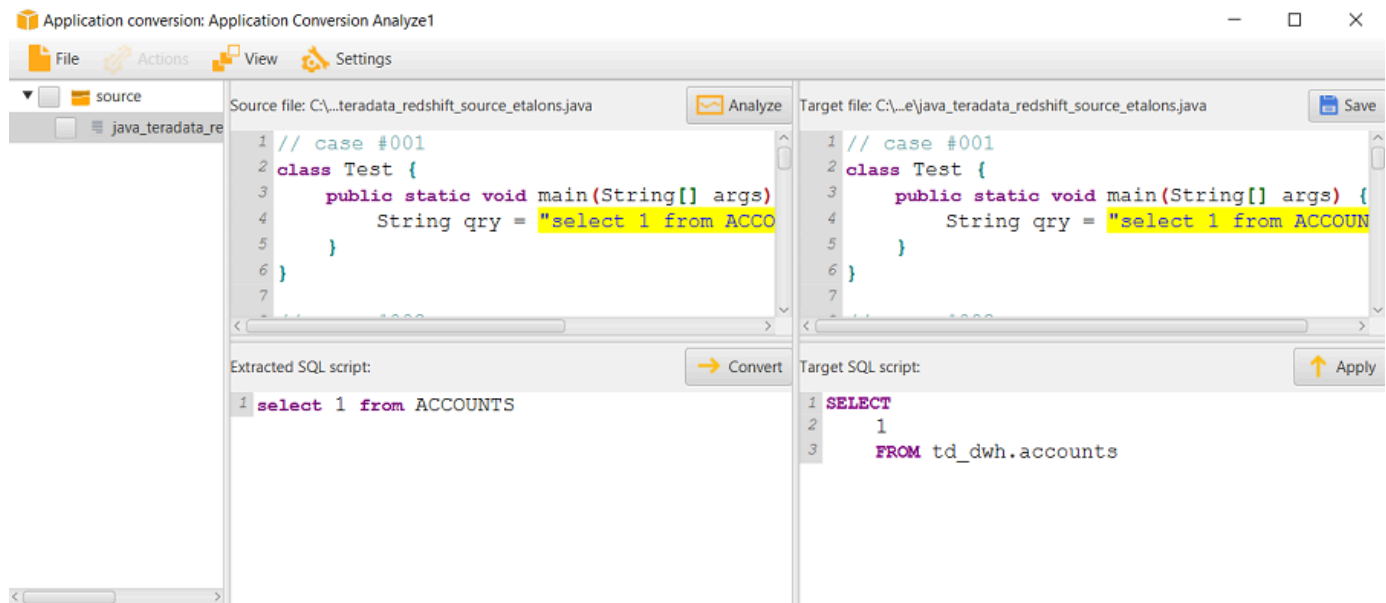 Application conversion: Application Conversion Analyze1
File Actions View Settings
source
java_teradata_re
Source file: C:\...teradata_redshift_source_etalons.java
Analyze
1 // case #001
2 class Test {
3 public static void main(String[] args)
4 String qry = "select 1 from ACCO
5 }
6 }
7
Target file: C:\...e\java_teradata_redshift_source_etalons.java
Save
1 // case #001
2 class Test {
3 public static void main(String[] args) {
4 String qry = "select 1 from ACCOUN
5 }
6 }
7
Extracted SQL script:
Convert
1 select 1 from ACCOUNTS
Target SQL script:
Apply
1 SELECT
2 1
3 FROM td_dwh.accounts